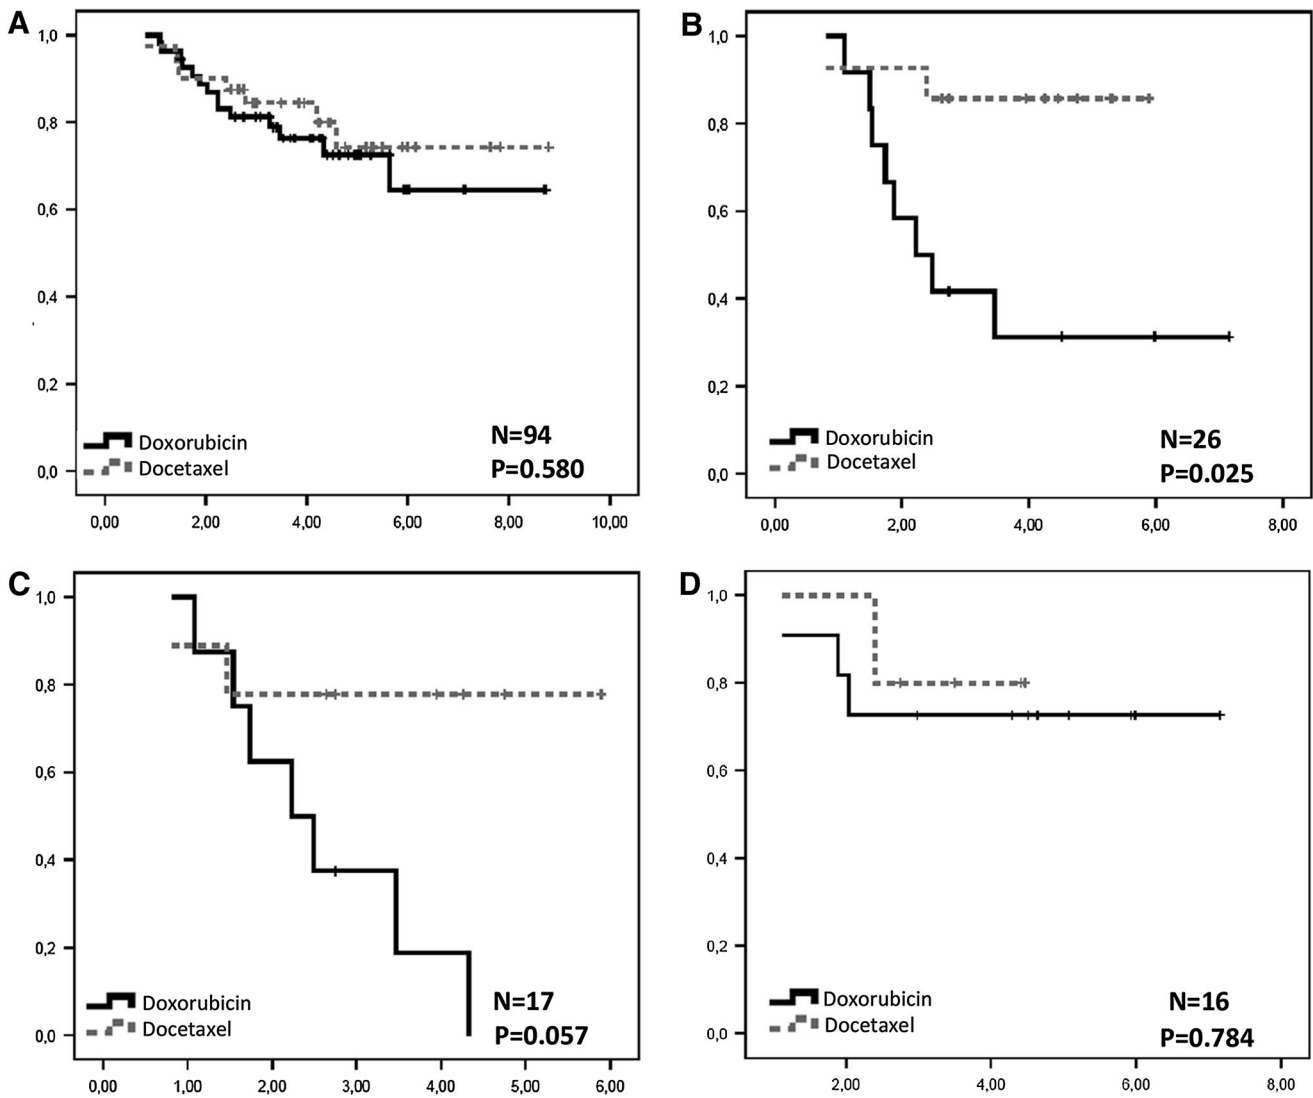 A
1,0
0,8
0,6
0,4
0,2
0,0
Doxorubicin
Docetaxel
N=94
P=0.580
0,00 2,00 4,00 6,00 8,00 10,00
B
1,0
0,8
0,6
0,4
0,2
0,0
Doxorubicin
Docetaxel
N=26
P=0.025
0,00 2,00 4,00 6,00 8,00
C
1,0
0,8
0,6
0,4
0,2
0,0
Doxorubicin
Docetaxel
N=17
P=0.057
0,00 1,00 2,00 3,00 4,00 5,00 6,00
D
1,0
0,8
0,6
0,4
0,2
0,0
Doxorubicin
Docetaxel
N=16
P=0.784
2,00 4,00 6,00 8,00